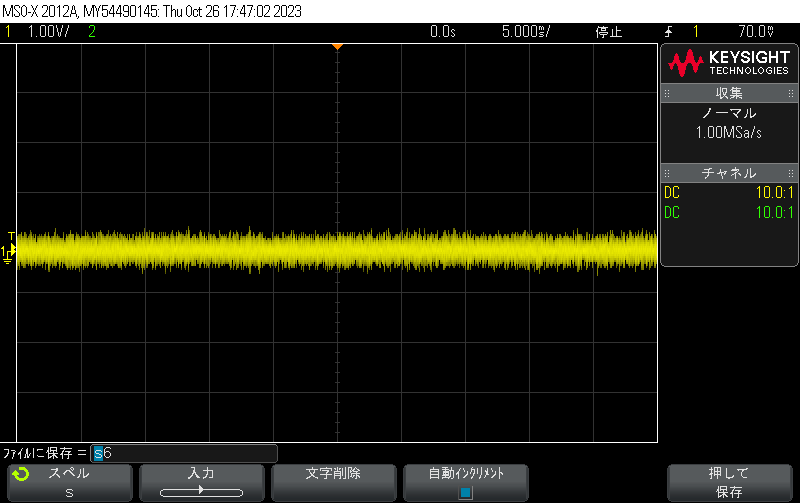 MSO-X 2012A, MY54490145: Thu Oct 26 17:47:02 2023
1 1.00V/ 2 0.0s 5.000s/ 停止 1 70.0V
KEYSIGHT
TECHNOLOGIES
収集
ノーマル
1.00MSa/s
チャネル
DC 10.0:1
DC 10.0:1
T
1
ファイルに保存 = s6
スペル
s
入力
文字削除
自動インクリメント
押して
保存